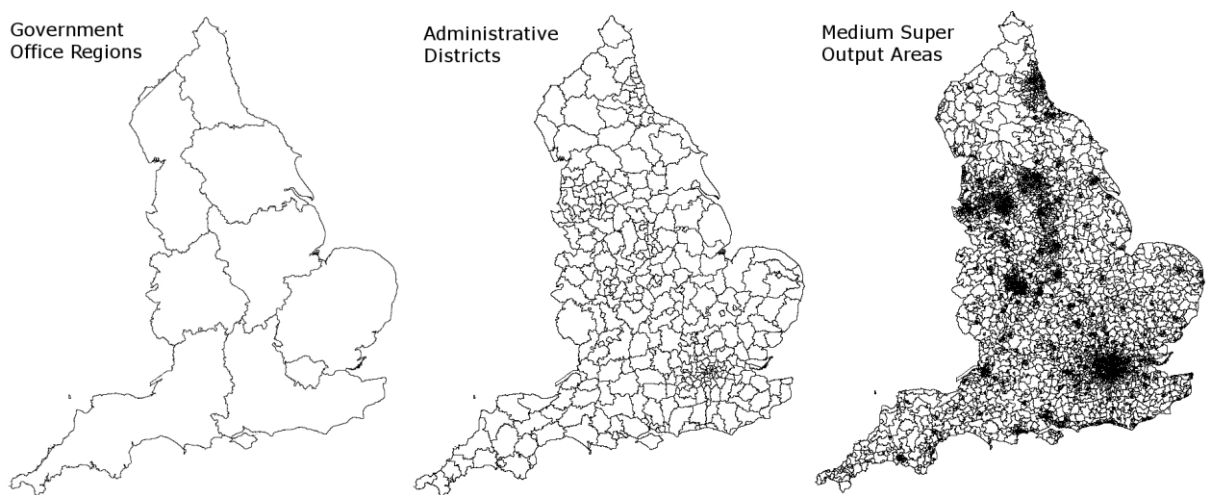 Government
Office Regions
Administrative
Districts
Medium Super
Output Areas